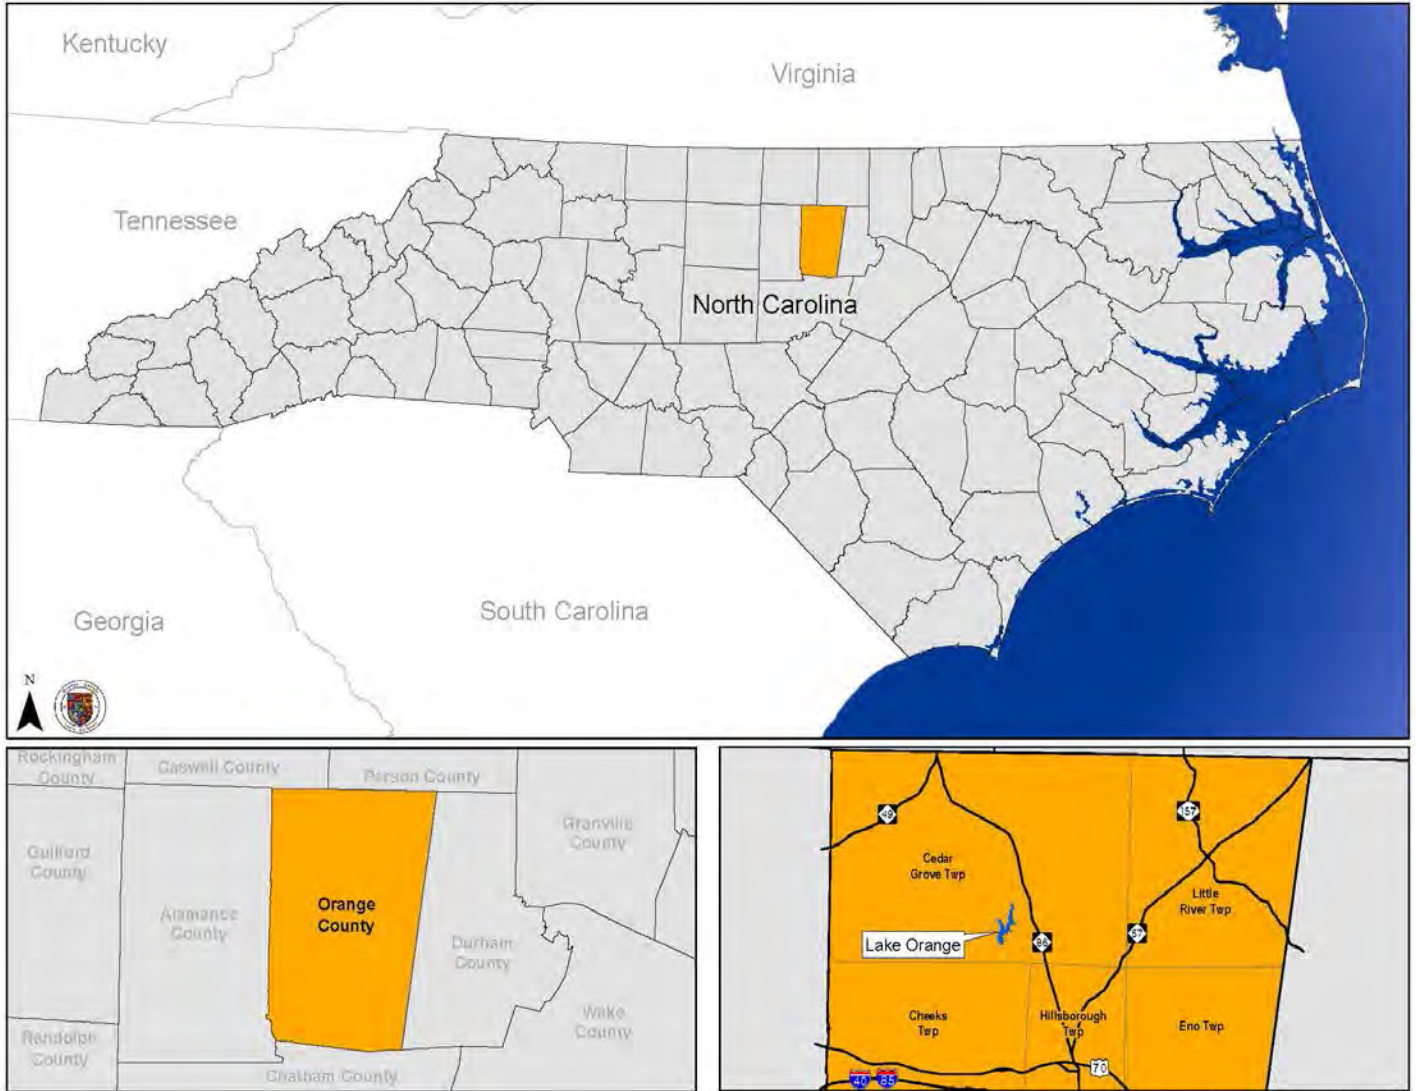 Kentucky
Virginia
Tennessee
North Carolina
South Carolina
Georgia
N
Rockingham
County
Caswell County
Person County
Granville
County
Guilford
County
Orange
County
Alamance
County
Durham
County
Wake
County
Randolph
County
Chatham County
49
157
Cedar
Grove Twp
Little
River Twp
Lake Orange
86
57
Cheeks
Twp
Hillsborough
Twp
Eno Twp
70
40
85